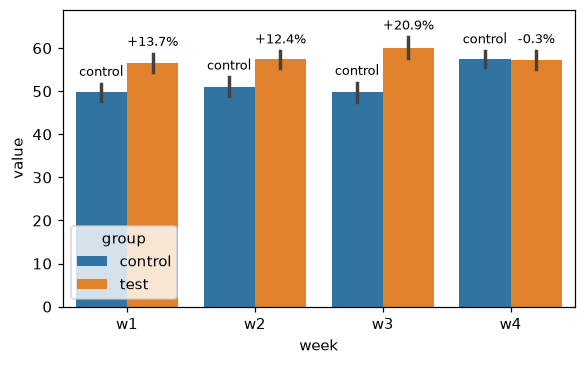 +13.7%
+12.4%
+20.9%
-0.3%
control
control
control
control
60
50
40
30
20
10
0
value
group
control
test
w1
w2
w3
w4
week